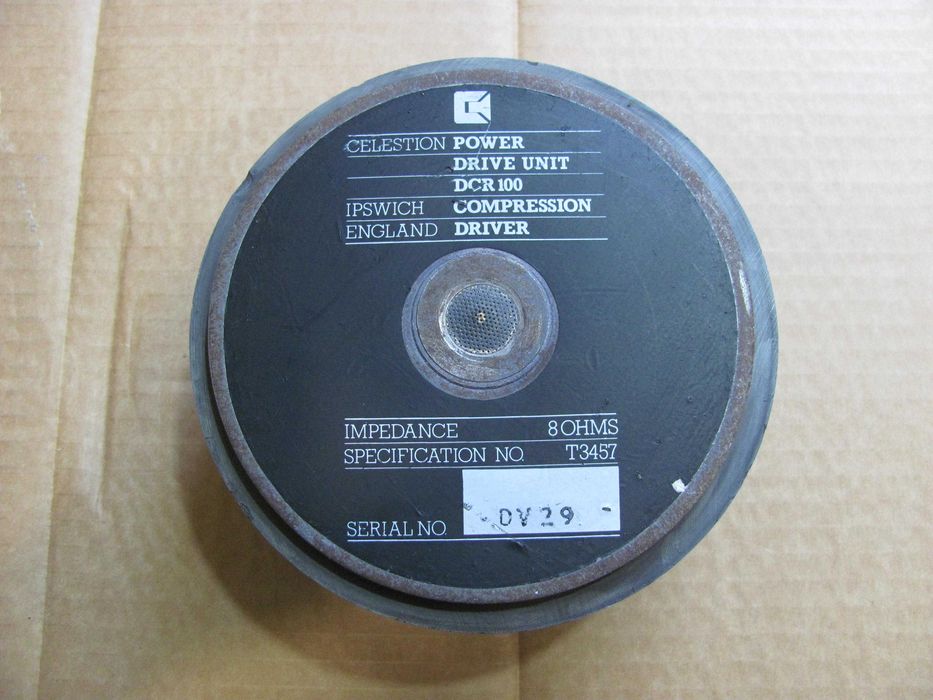 CELESTION POWER
DRIVE UNIT
DCR 100
IPSWICH COMPRESSION
ENGLAND DRIVER
IMPEDANCE 8 OHMS
SPECIFICATION NO. T3457
DV29
SERIAL NO.